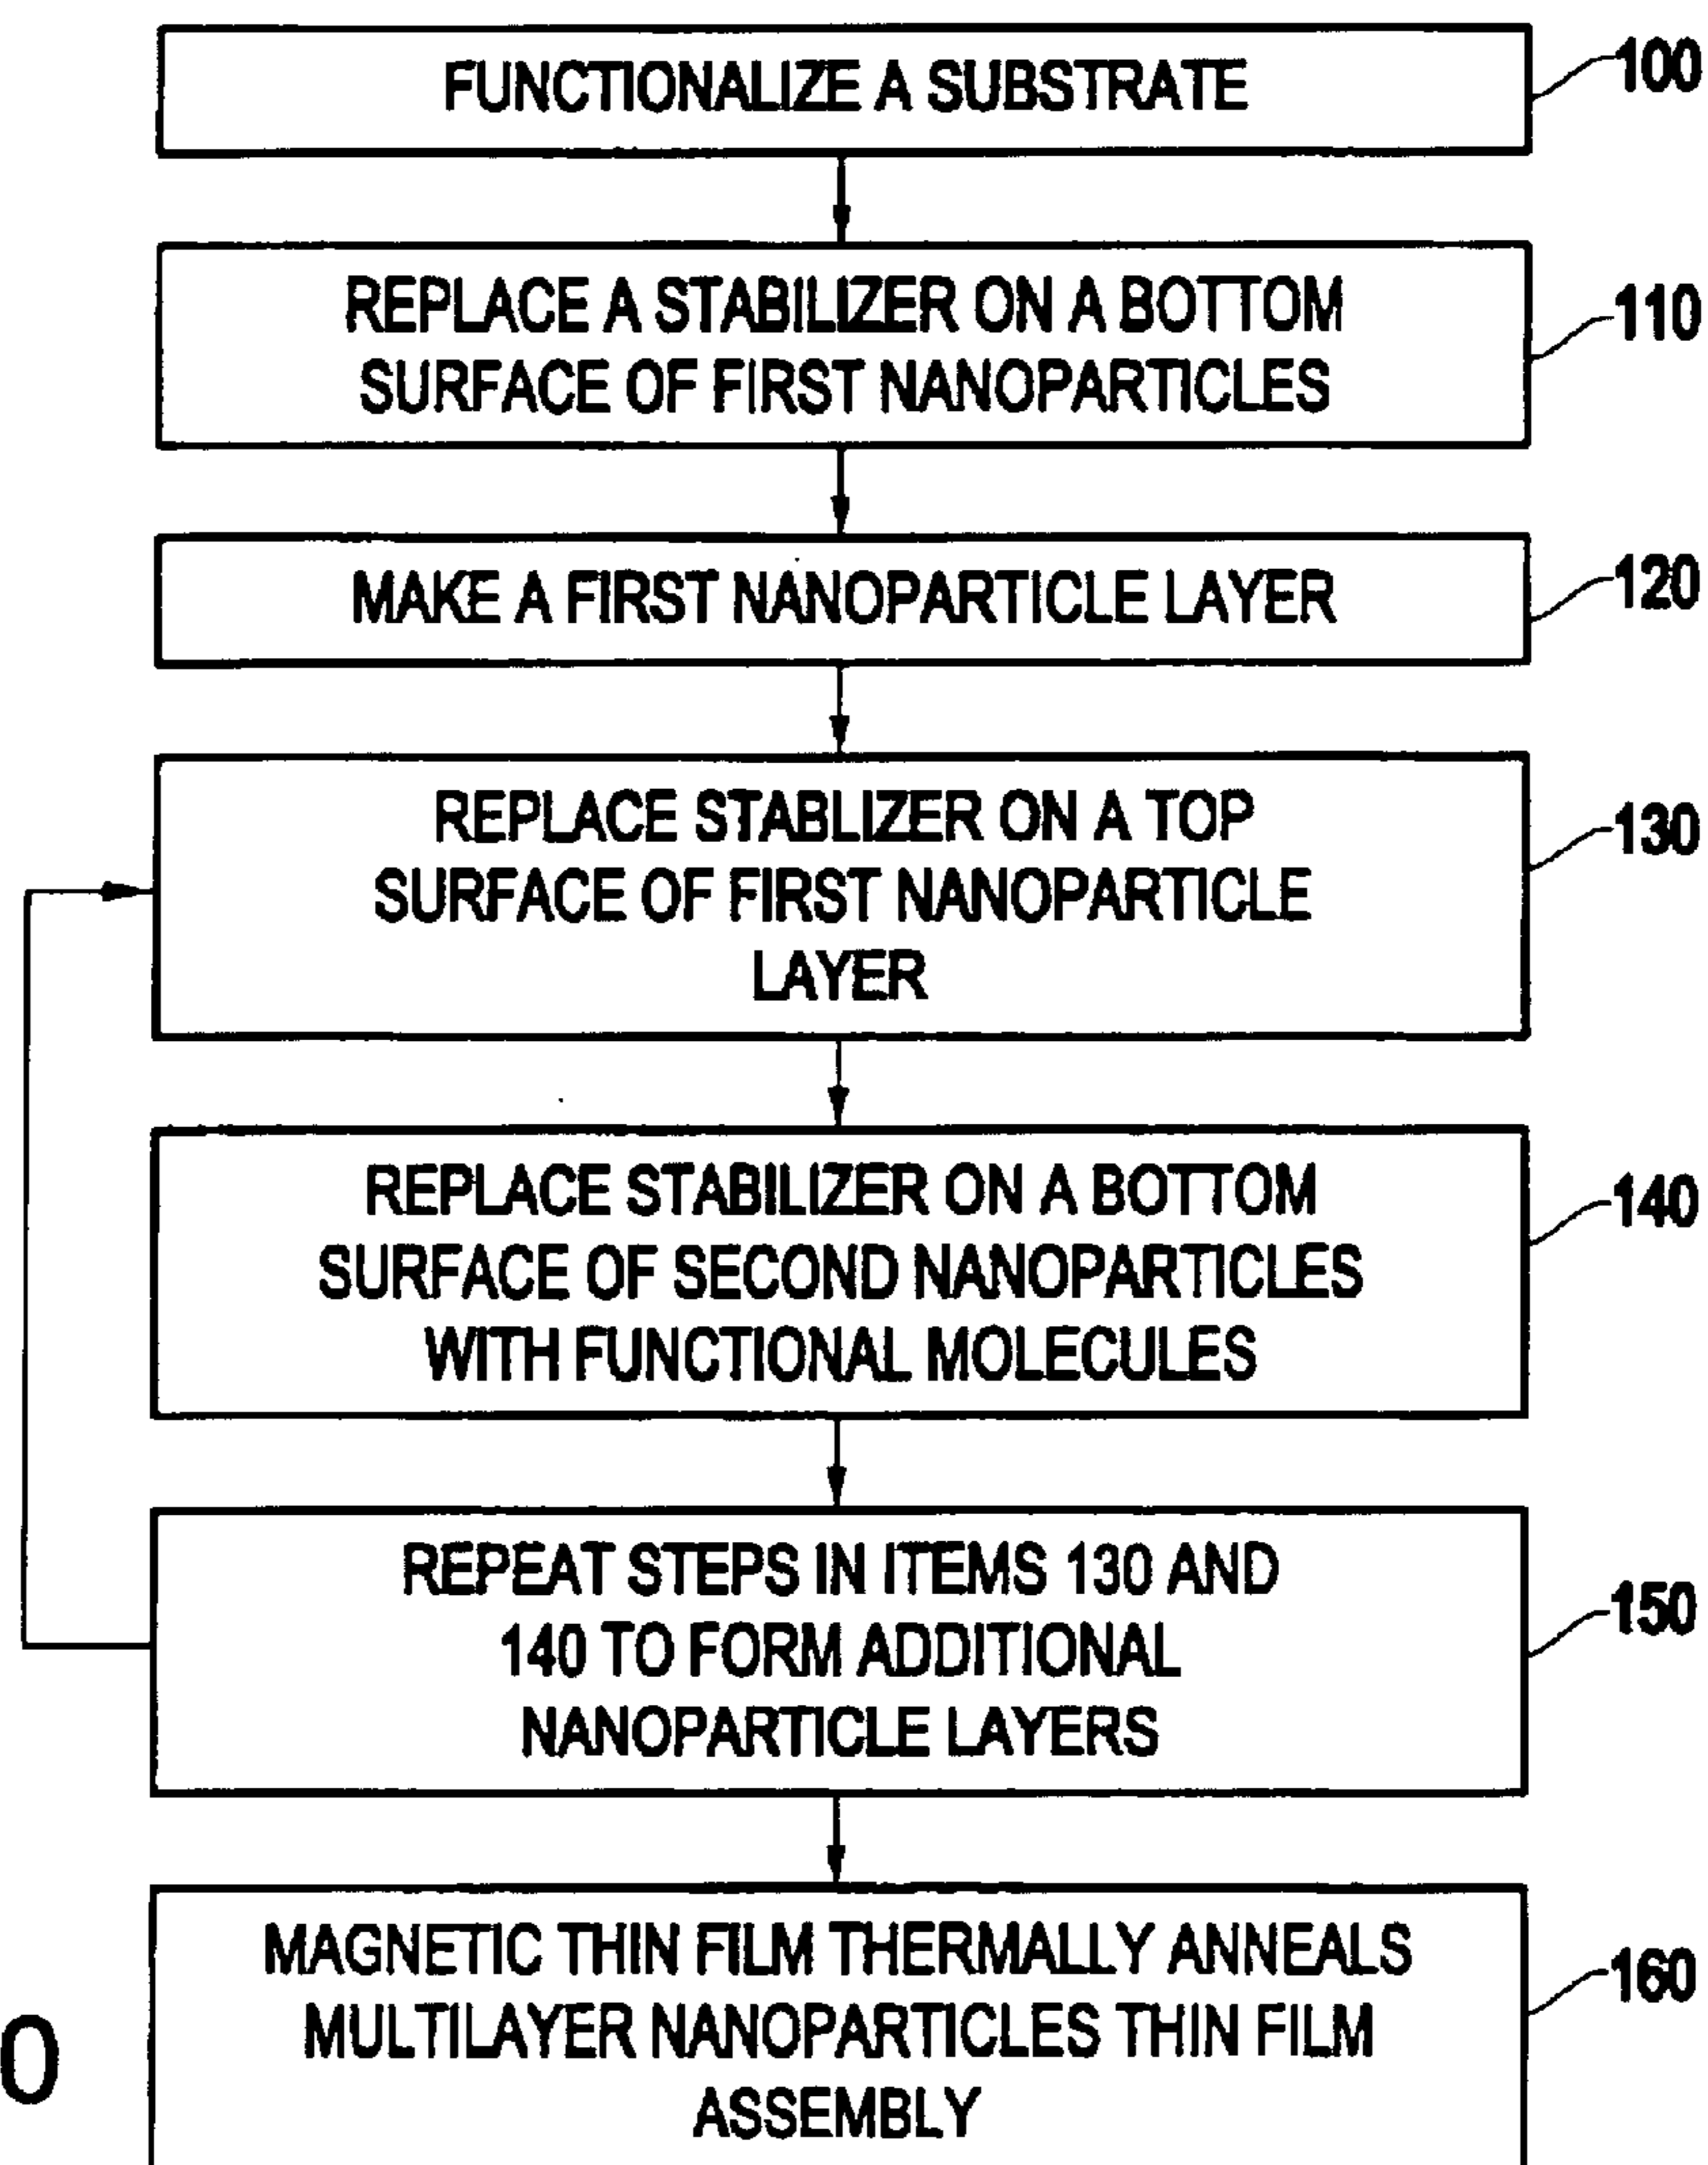 FUNCTIONALIZE A SUBSTRATE
100
REPLACE A STABILIZER ON A BOTTOM
SURFACE OF FIRST NANOPARTICLES
110
MAKE A FIRST NANOPARTICLE LAYER
120
REPLACE STABLIZER ON A TOP
SURFACE OF FIRST NANOPARTICLE
LAYER
130
REPLACE STABILIZER ON A BOTTOM
SURFACE OF SECOND NANOPARTICLES
WITH FUNCTIONAL MOLECULES
140
REPEAT STEPS IN ITEMS 130 AND
140 TO FORM ADDITIONAL
NANOPARTICLE LAYERS
150
MAGNETIC THIN FILM THERMALLY ANNEALS
MULTILAYER NANOPARTICLES THIN FILM
ASSEMBLY
160
0